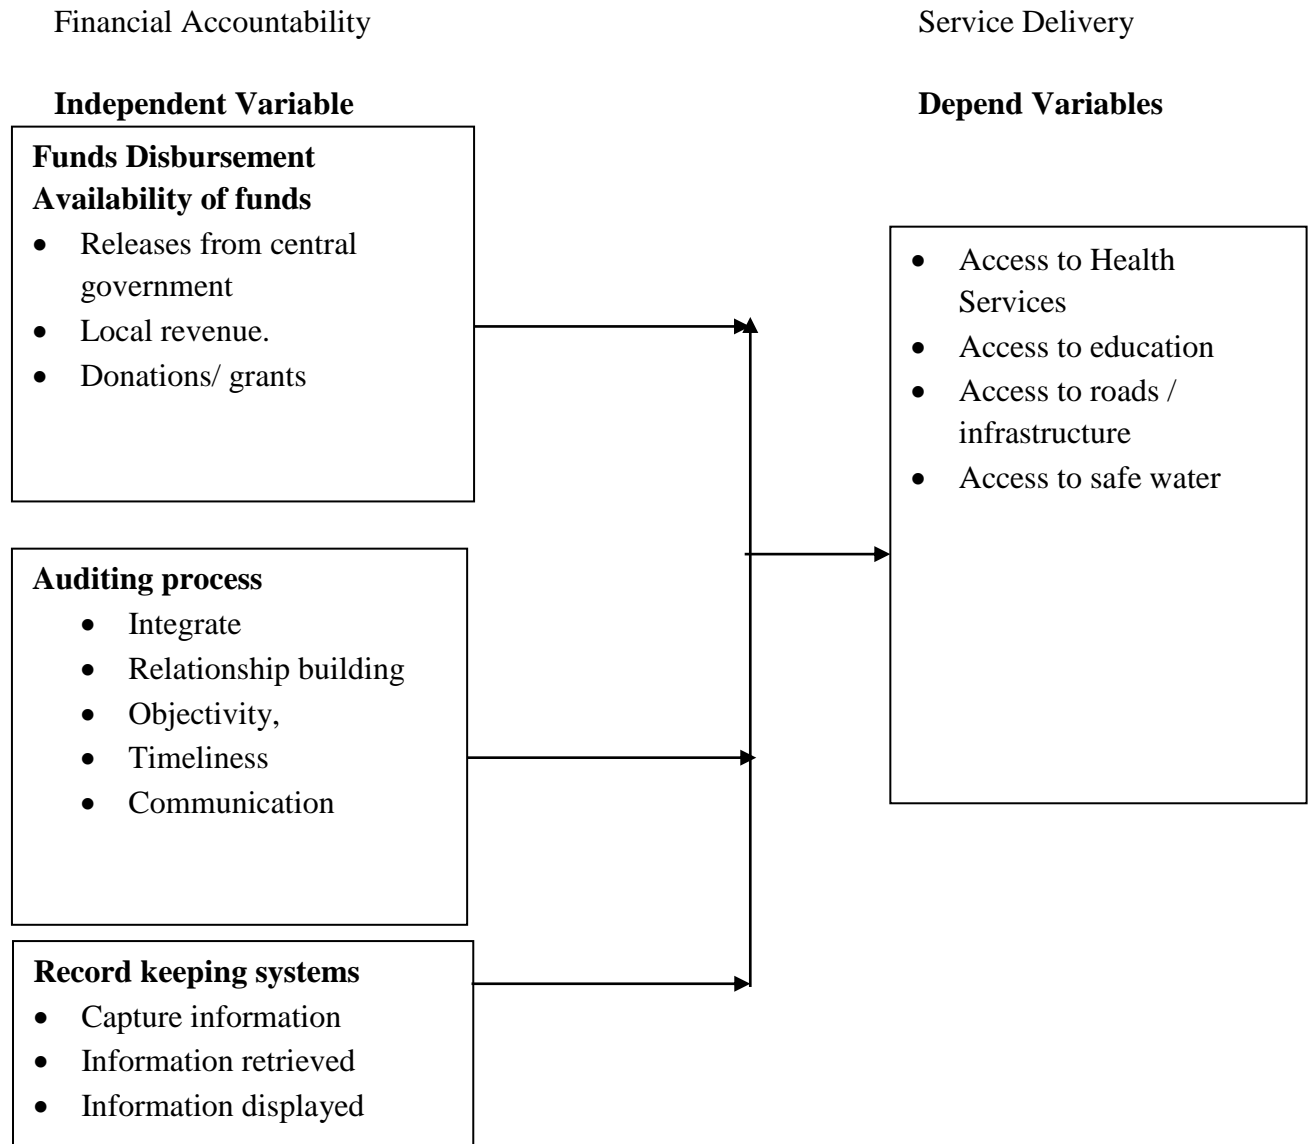 Financial Accountability
Service Delivery
Independent Variable
Depend Variables
Funds Disbursement
Availability of funds
• Releases from central
government
• Local revenue.
• Donations/ grants
Auditing process
• Integrate
• Relationship building
• Objectivity,
• Timeliness
• Communication
Record keeping systems
• Capture information
• Information retrieved
• Information displayed
• Access to Health
Services
• Access to education
• Access to roads /
infrastructure
• Access to safe water